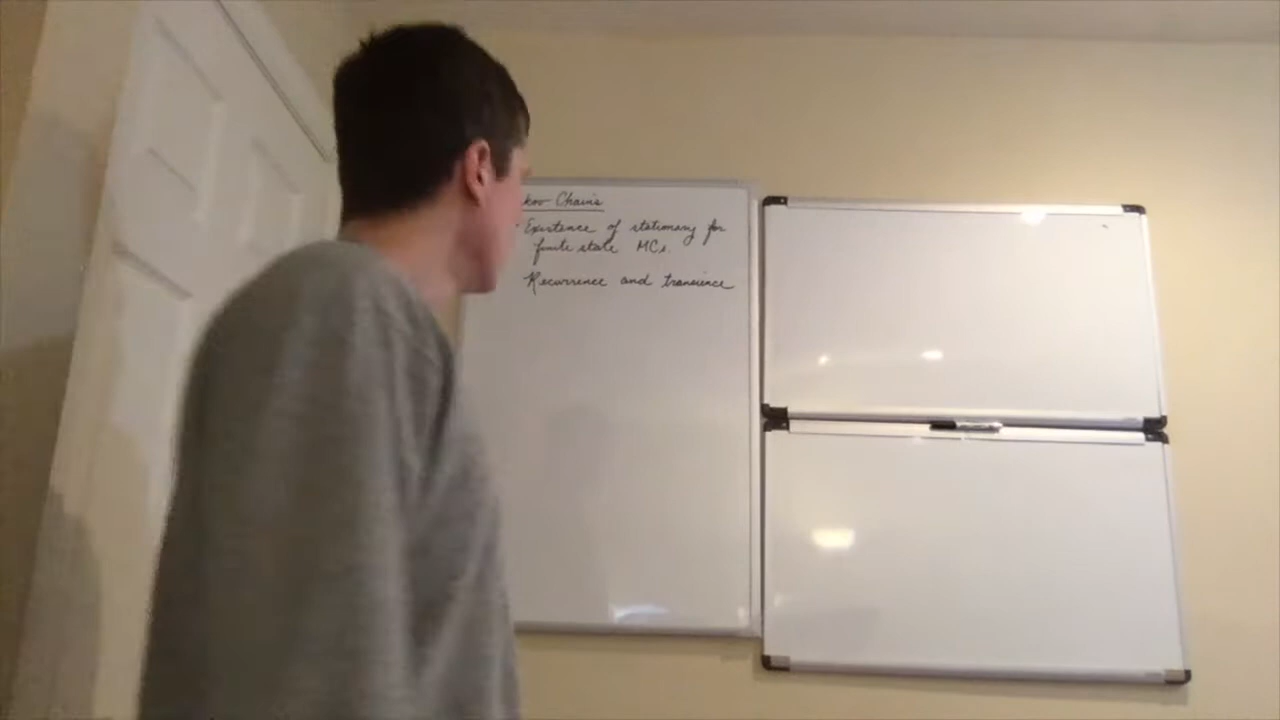 kov Chains
- Existence of stationary for
finite state MCs.
Recurrence and transience